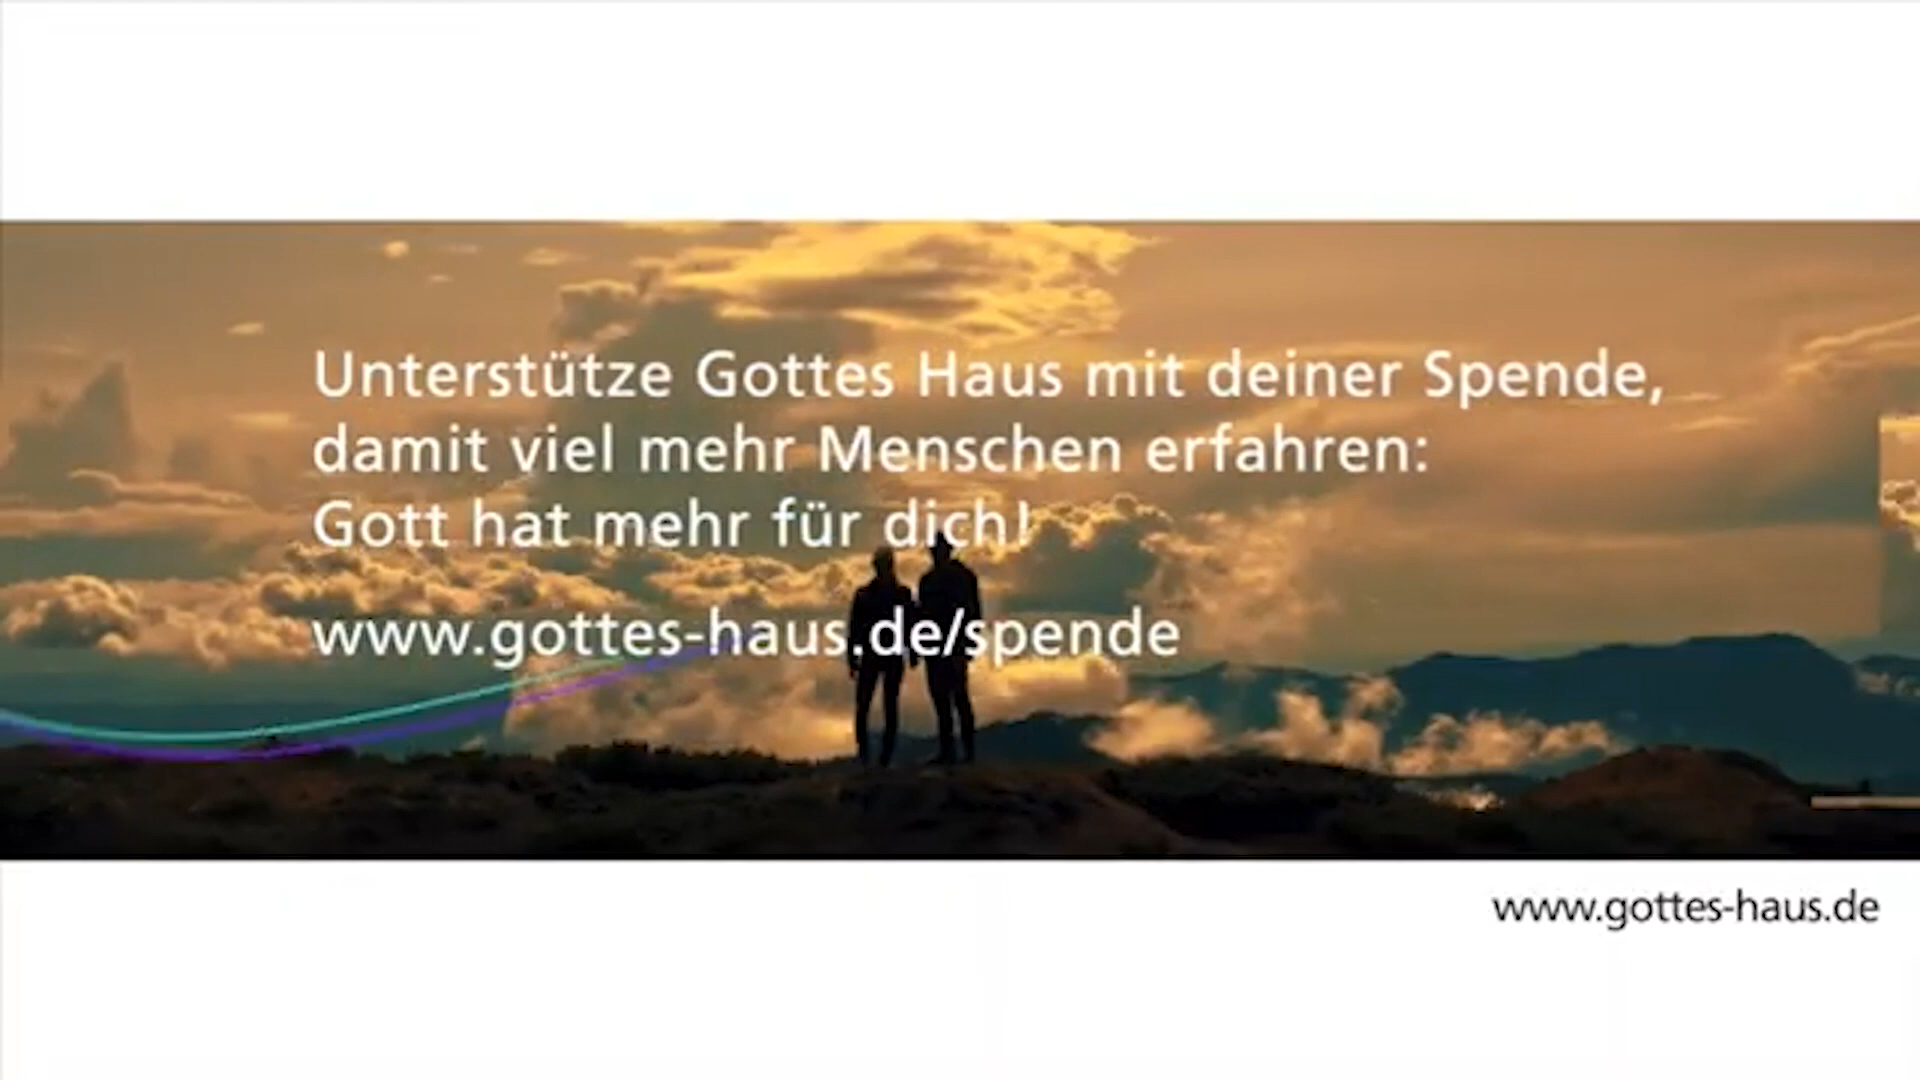 Unterstütze Gottes Haus mit deiner Spende,
damit viel mehr Menschen erfahren:
Gott hat mehr für dich!
www.gottes-haus.de/spende
www.gottes-haus.de